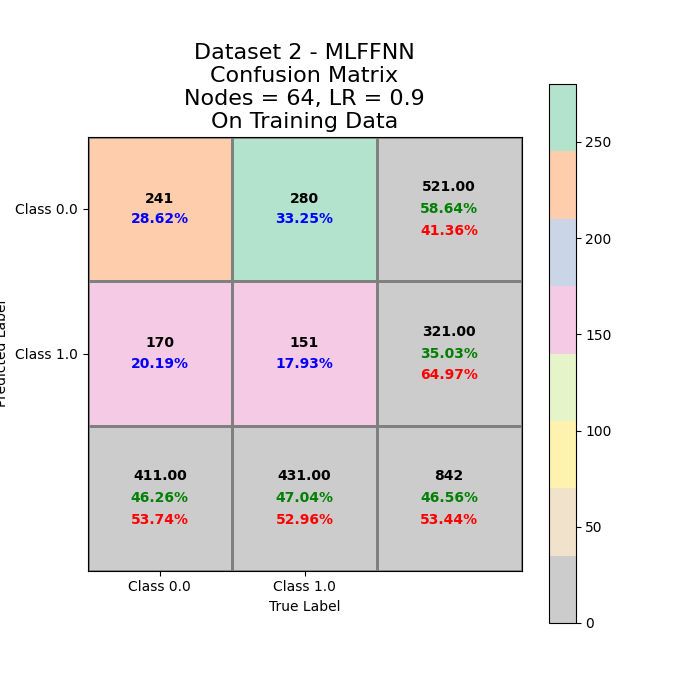 Dataset 2 - MLFFNN
Confusion Matrix
Nodes = 64, LR = 0.9
On Training Data
Class 0.0
241
28.62%
280
33.25%
521.00
58.64%
41.36%
Class 1.0
170
20.19%
151
17.93%
321.00
35.03%
64.97%
411.00
46.26%
53.74%
431.00
47.04%
52.96%
842
46.56%
53.44%
Class 0.0
Class 1.0
True Label
Predicted Label
250
200
150
100
50
0